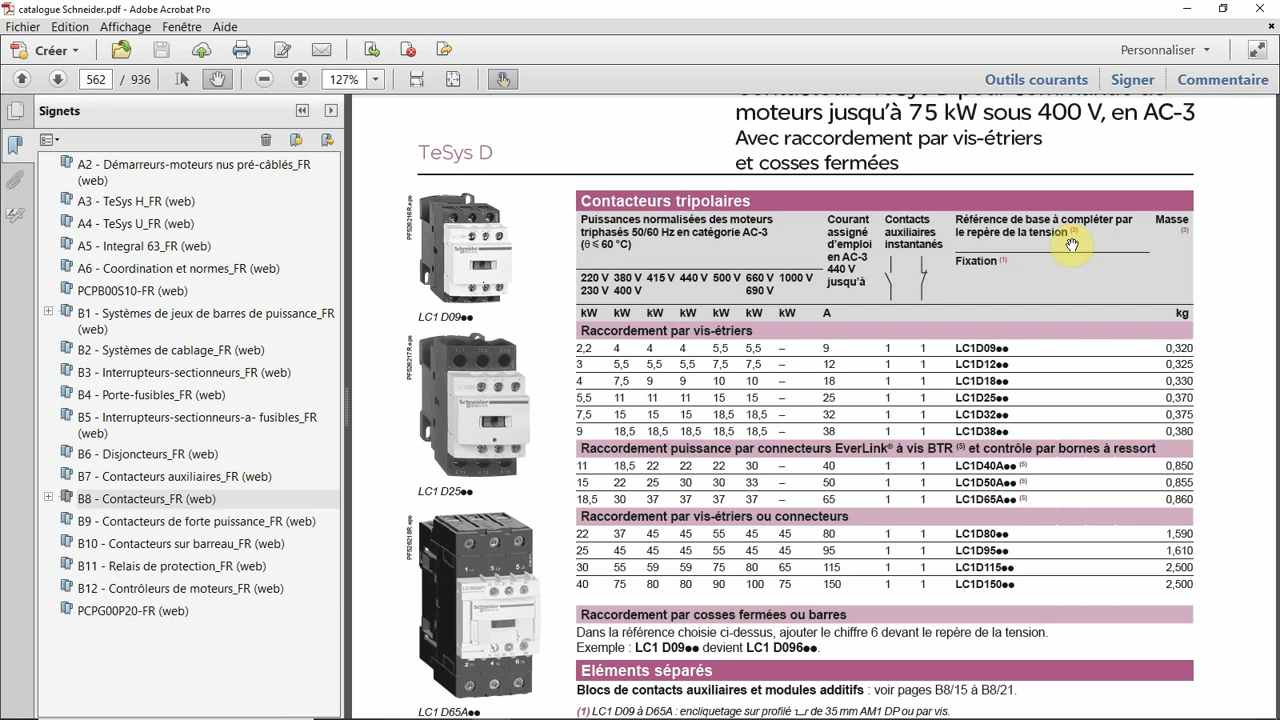 catalogue Schneider.pdf - Adobe Acrobat Pro
Fichier Edition Affichage Fenêtre Aide
Créer
Personnaliser
562 / 936
127%
Outils courants Signer Commentaire
Signets
A2 - Démarreurs-moteurs nus pré-câblés_FR
(web)
A3 - TeSys H_FR (web)
A4 - TeSys U_FR (web)
A5 - Integral 63_FR (web)
A6 - Coordination et normes_FR (web)
PCPB00S10-FR (web)
B1 - Systèmes de jeux de barres de puissance_FR
(web)
B2 - Systèmes de cablage_FR (web)
B3 - Interrupteurs-sectionneurs_FR (web)
B4 - Porte-fusibles_FR (web)
B5 - Interrupteurs-sectionneurs-a- fusibles_FR
(web)
B6 - Disjoncteurs_FR (web)
B7 - Contacteurs auxiliaires_FR (web)
B8 - Contacteurs_FR (web)
B9 - Contacteurs de forte puissance_FR (web)
B10 - Contacteurs sur barreau_FR (web)
B11 - Relais de protection_FR (web)
B12 - Contrôleurs de moteurs_FR (web)
PCPG00P20-FR (web)
moteurs jusqu'à 75 kW sous 400 V, en AC-3
Avec raccordement par vis-étriers
et cosses fermées
TeSys D
PF526216R.eps
LC1 D09●●
PF526217R.eps
LC1 D25●●
PF526218R.eps
LC1 D65A●●
Contacteurs tripolaires
Puissances normalisées des moteurs
triphasés 50/60 Hz en catégorie AC-3
(θ ⩽ 60 °C)
Courant
assigné
d'emploi
en AC-3
440 V
jusqu'à
Contacts
auxiliaires
instantanés
Référence de base à compléter par
le repère de la tension (2)
Fixation (1)
Masse
(3)
220 V 380 V 415 V 440 V 500 V 660 V 1000 V
230 V 400 V 690 V
kW kW kW kW kW kW kW A kg
Raccordement par vis-étriers
2,2 4 4 4 5,5 5,5 – 9 1 1 LC1D09●● 0,320
3 5,5 5,5 5,5 7,5 7,5 – 12 1 1 LC1D12●● 0,325
4 7,5 9 9 10 10 – 18 1 1 LC1D18●● 0,330
5,5 11 11 11 15 15 – 25 1 1 LC1D25●● 0,370
7,5 15 15 15 18,5 18,5 – 32 1 1 LC1D32●● 0,375
9 18,5 18,5 18,5 18,5 18,5 – 38 1 1 LC1D38●● 0,380
Raccordement puissance par connecteurs EverLink® à vis BTR (5) et contrôle par bornes à ressort
11 18,5 22 22 22 30 – 40 1 1 LC1D40A●● (5) 0,850
15 22 25 30 30 33 – 50 1 1 LC1D50A●● (5) 0,855
18,5 30 37 37 37 37 – 65 1 1 LC1D65A●● (5) 0,860
Raccordement par vis-étriers ou connecteurs
22 37 45 45 55 45 45 80 1 1 LC1D80●● 1,590
25 45 45 45 55 45 45 95 1 1 LC1D95●● 1,610
30 55 59 59 75 80 65 115 1 1 LC1D115●● 2,500
40 75 80 80 90 100 75 150 1 1 LC1D150●● 2,500
Raccordement par cosses fermées ou barres
Dans la référence choisie ci-dessus, ajouter le chiffre 6 devant le repère de la tension.
Exemple : LC1 D09●● devient LC1 D096●●.
Eléments séparés
Blocs de contacts auxiliaires et modules additifs : voir pages B8/15 à B8/21.
(1) LC1 D09 à D65A : encliquetage sur profilé de 35 mm AM1 DP ou par vis.